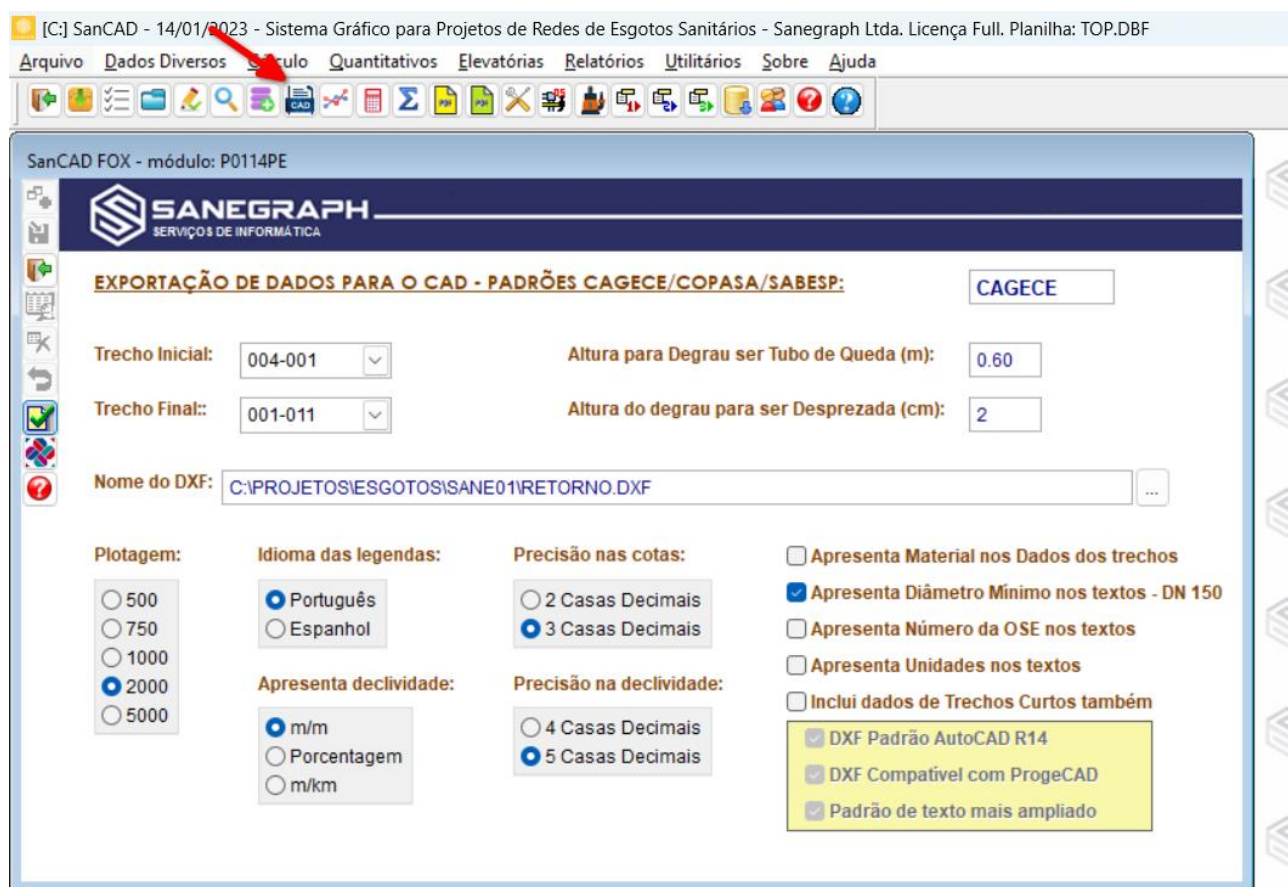 [C:] SanCAD - 14/01/2023 - Sistema Gráfico para Projetos de Redes de Esgotos Sanitários - Sanegraph Ltda. Licença Full. Planilha: TOP.DBF
Arquivo Dados Diversos Cálculo Quantitativos Elevatórias Relatórios Utilitários Sobre Ajuda
CAD
SanCAD FOX - módulo: P0114PE
SANEGRAPH
SERVIÇOS DE INFORMÁTICA
EXPORTAÇÃO DE DADOS PARA O CAD - PADRÕES CAGECE/COPASA/SABESP: CAGECE
Trecho Inicial: 004-001 Altura para Degrau ser Tubo de Queda (m): 0.60
Trecho Final:: 001-011 Altura do degrau para ser Desprezada (cm): 2
Nome do DXF: C:\PROJETOS\ESGOTOS\SANE01\RETORNO.DXF ...
Plotagem:
500
750
1000
2000
5000
Idioma das legendas:
Português
Espanhol
Apresenta declividade:
m/m
Porcentagem
m/km
Precisão nas cotas:
2 Casas Decimais
3 Casas Decimais
Precisão na declividade:
4 Casas Decimais
5 Casas Decimais
Apresenta Material nos Dados dos trechos
Apresenta Diâmetro Mínimo nos textos - DN 150
Apresenta Número da OSE nos textos
Apresenta Unidades nos textos
Inclui dados de Trechos Curtos também
DXF Padrão AutoCAD R14
DXF Compatível com ProgeCAD
Padrão de texto mais ampliado